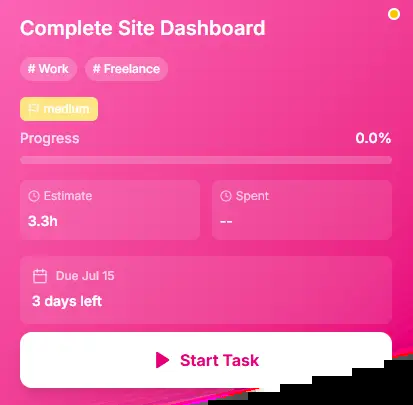 Complete Site Dashboard
# Work # Freelance
medium
Progress 0.0%
Estimate Spent
3.3h --
Due Jul 15
3 days left
Start Task